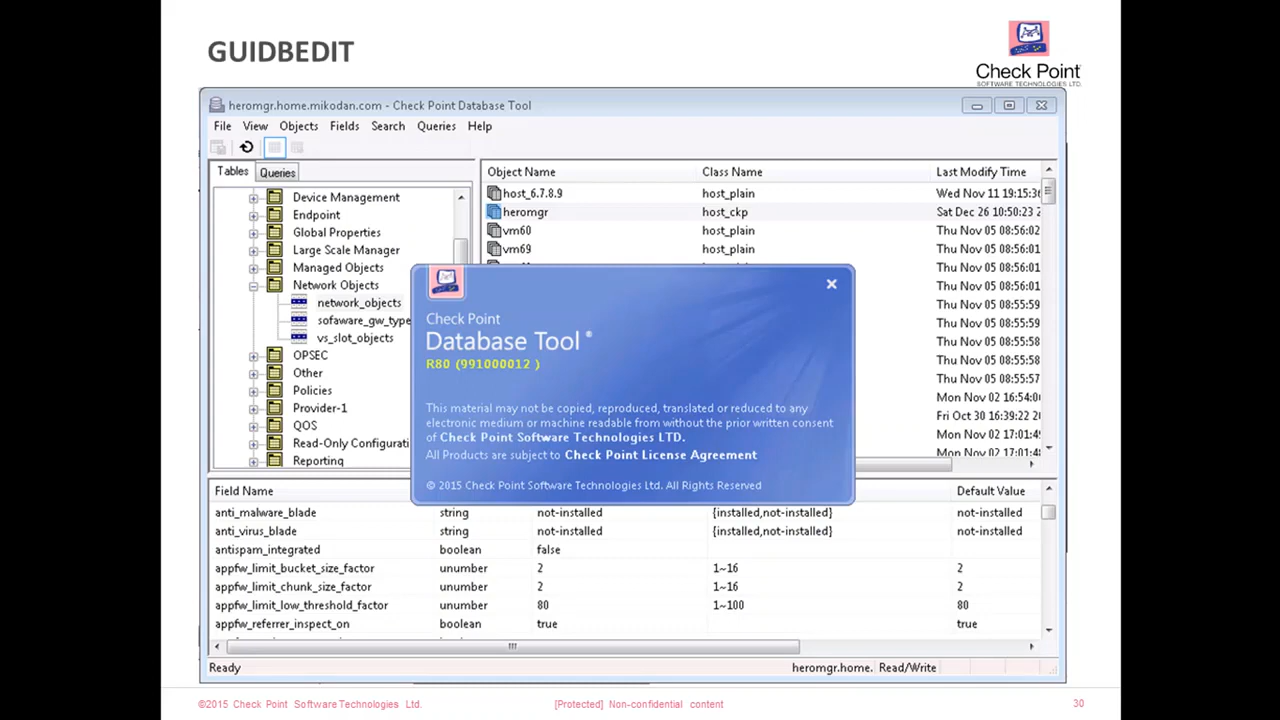 GUIDBEDIT
Check Point
SOFTWARE TECHNOLOGIES LTD.
heromgr.home.mikodan.com - Check Point Database Tool
File View Objects Fields Search Queries Help
Tables Queries
Device Management
Endpoint
Global Properties
Large Scale Manager
Managed Objects
Network Objects
network_objects
sofaware_gw_type
vs_slot_objects
OPSEC
Other
Policies
Provider-1
QOS
Read-Only Configurati
Reporting
Object Name Class Name Last Modify Time
host_6.7.8.9 host_plain Wed Nov 11 19:15:36
heromgr host_ckp Sat Dec 26 10:50:23 2
vm60 host_plain Thu Nov 05 08:56:02
vm69 host_plain Thu Nov 05 08:56:01
Thu Nov 05 08:56:01
Thu Nov 05 08:56:01
Thu Nov 05 08:55:59
Thu Nov 05 08:55:59
Thu Nov 05 08:55:58
Thu Nov 05 08:55:58
Thu Nov 05 08:55:57
Mon Nov 02 16:54:0
Fri Oct 30 16:39:22 2
Mon Nov 02 17:01:49
Mon Nov 02 17:01:48
Check Point
Database Tool
R80 (991000012 )
This material may not be copied, reproduced, translated or reduced to any
electronic medium or machine readable from without the prior written consent
of Check Point Software Technologies LTD.
All Products are subject to Check Point License Agreement
© 2015 Check Point Software Technologies Ltd. All Rights Reserved
Field Name Default Value
anti_malware_blade string not-installed {installed,not-installed} not-installed
anti_virus_blade string not-installed {installed,not-installed} not-installed
antispam_integrated boolean false
appfw_limit_bucket_size_factor unumber 2 1~16 2
appfw_limit_chunk_size_factor unumber 2 1~16 2
appfw_limit_low_threshold_factor unumber 80 1~100 80
appfw_referrer_inspect_on boolean true true
Ready heromgr.home. Read/Write
©2015 Check Point Software Technologies Ltd. [Protected] Non-confidential content 30